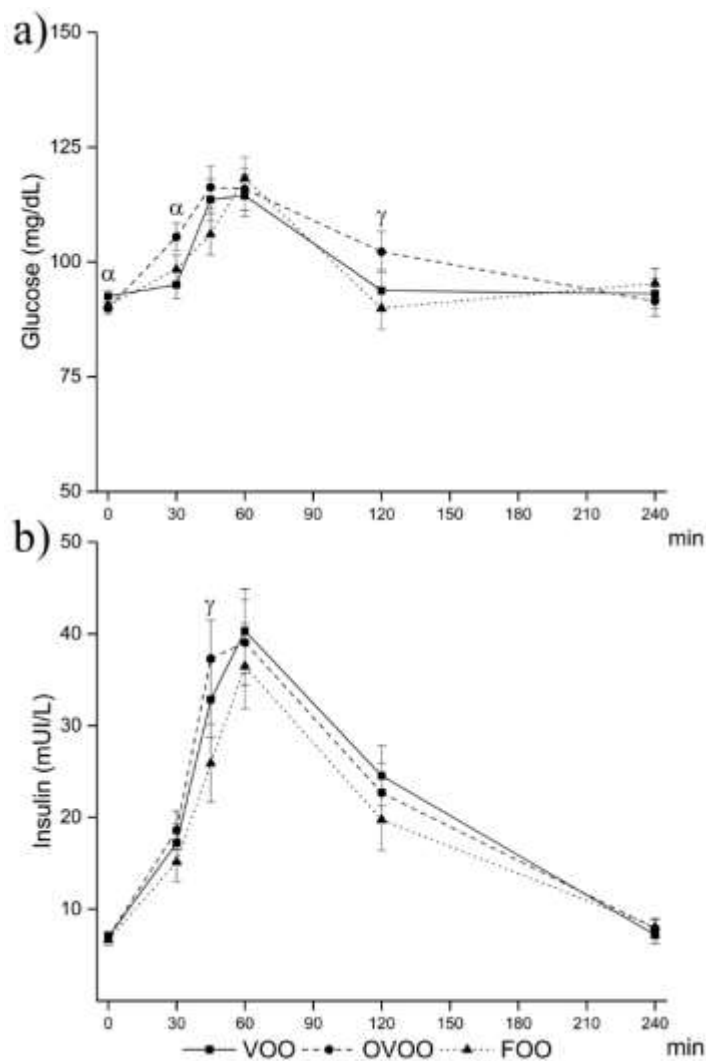 a)
150
125
100
75
50
Glucose (mg/dL)
α
α
γ
0 30 60 90 120 150 180 210 240
min
b)
50
40
30
20
10
Insulin (mUI/L)
γ
0 30 60 90 120 150 180 210 240
min
VOO OVOO FOO